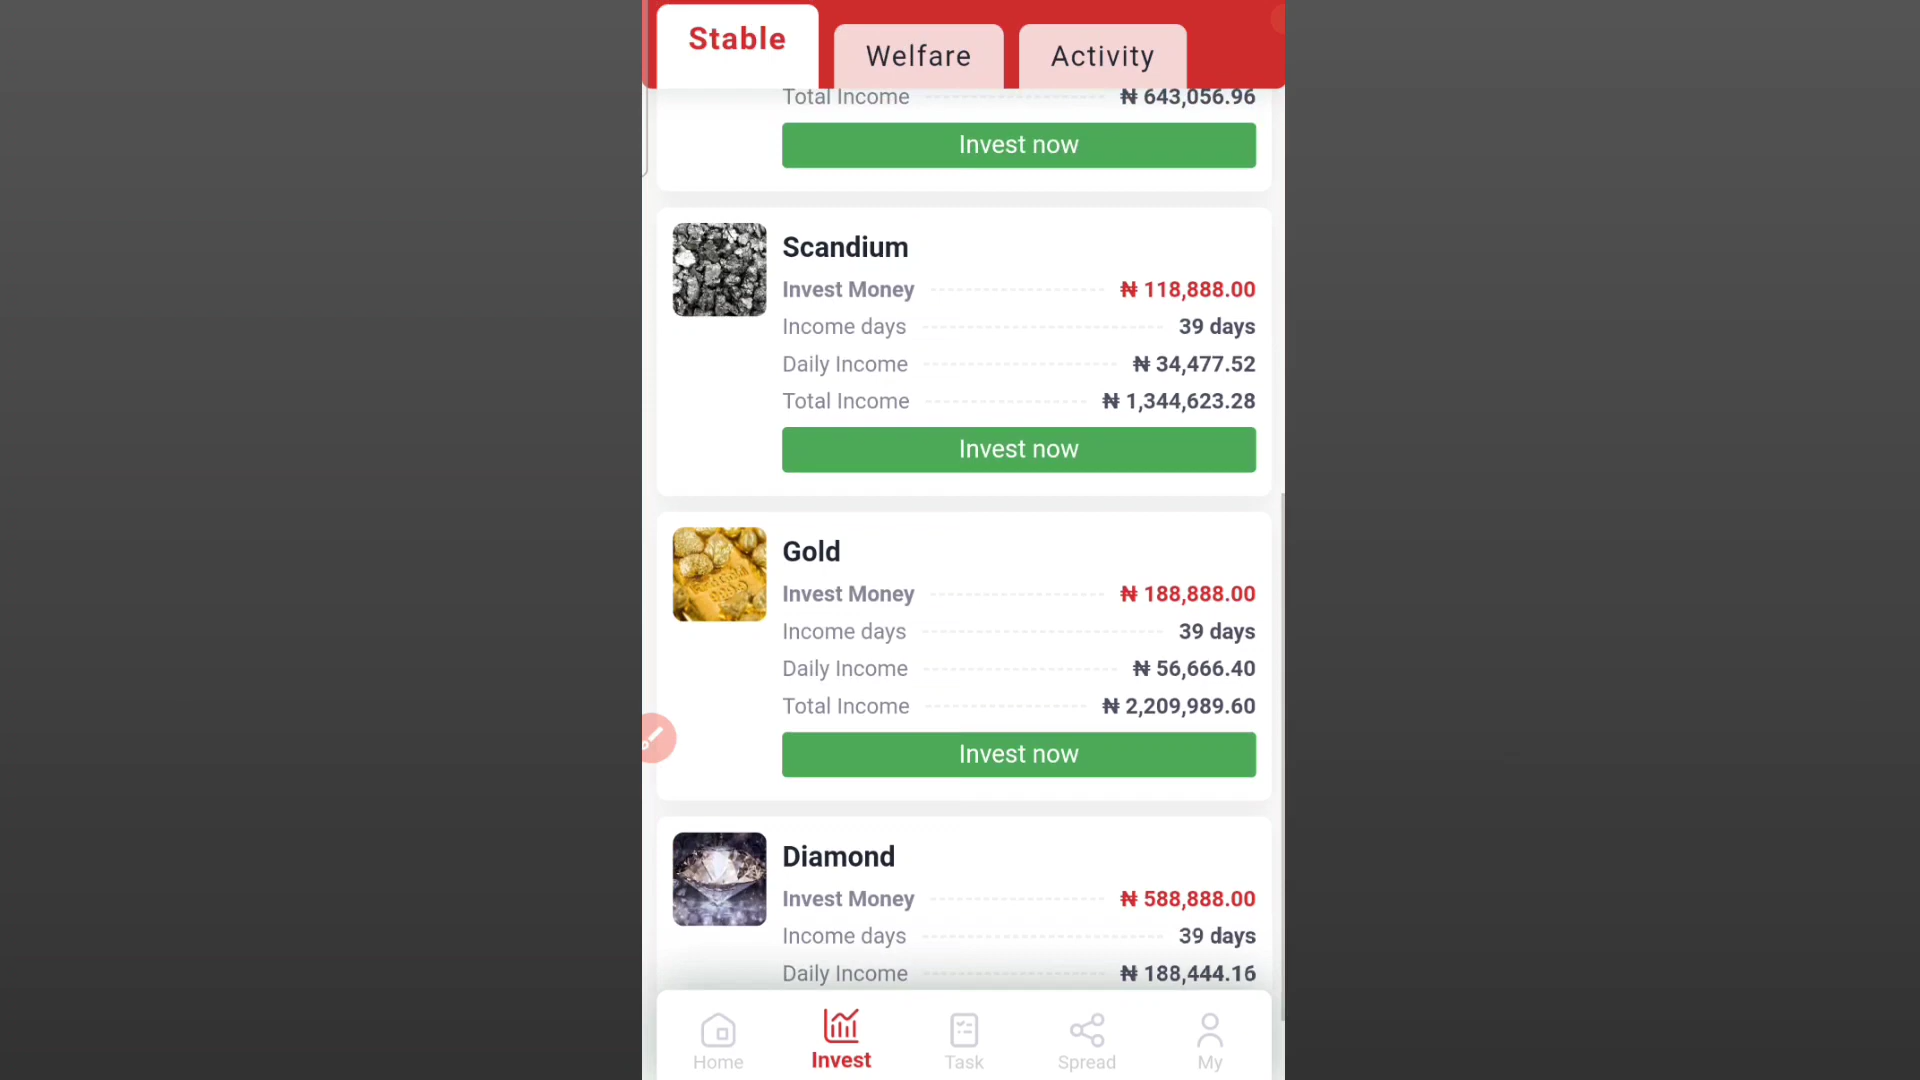 Stable
Welfare
Activity
Total Income ₦ 643,056.96
Invest now
Scandium
Invest Money ₦ 118,888.00
Income days 39 days
Daily Income ₦ 34,477.52
Total Income ₦ 1,344,623.28
Invest now
Gold
Invest Money ₦ 188,888.00
Income days 39 days
Daily Income ₦ 56,666.40
Total Income ₦ 2,209,989.60
Invest now
Diamond
Invest Money ₦ 588,888.00
Income days 39 days
Daily Income ₦ 188,444.16
Home
Invest
Task
Spread
My